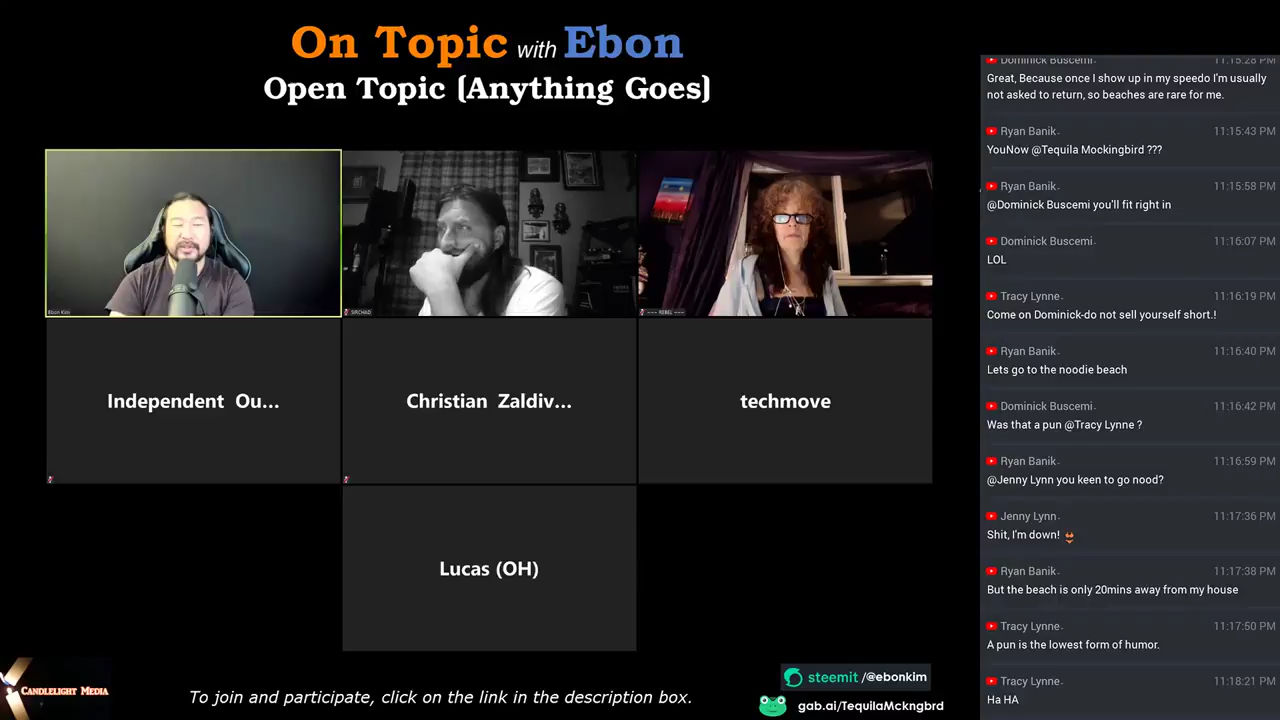 On Topic with Ebon
Open Topic (Anything Goes)
Ebon Kim
SIRCHAD
---- REBEL ----
Independent Ou...
Christian Zaldiv...
techmove
Lucas (OH)
CANDLELIGHT MEDIA
To join and participate, click on the link in the description box.
steemit /@ebonkim
gab.ai/TequilaMckngbrd
Dominick Buscemi. 11:15:28 PM
Great, Because once I show up in my speedo I'm usually
not asked to return, so beaches are rare for me.
Ryan Banik. 11:15:43 PM
YouNow @Tequila Mockingbird ???
Ryan Banik. 11:15:58 PM
@Dominick Buscemi you'll fit right in
Dominick Buscemi. 11:16:07 PM
LOL
Tracy Lynne. 11:16:19 PM
Come on Dominick-do not sell yourself short.!
Ryan Banik. 11:16:40 PM
Lets go to the noodie beach
Dominick Buscemi. 11:16:42 PM
Was that a pun @Tracy Lynne ?
Ryan Banik. 11:16:59 PM
@Jenny Lynn you keen to go nood?
Jenny Lynn. 11:17:36 PM
Shit, I'm down!
Ryan Banik. 11:17:38 PM
But the beach is only 20mins away from my house
Tracy Lynne. 11:17:50 PM
A pun is the lowest form of humor.
Tracy Lynne. 11:18:21 PM
Ha HA